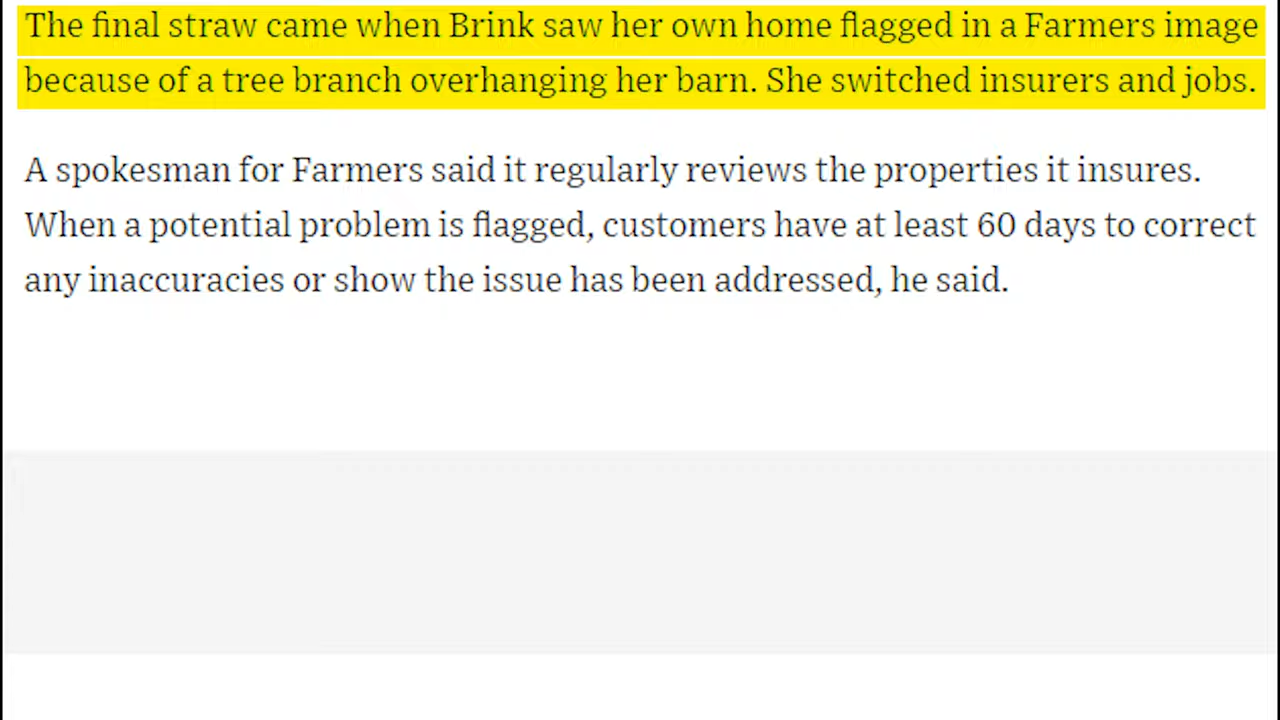 The final straw came when Brink saw her own home flagged in a Farmers image
because of a tree branch overhanging her barn. She switched insurers and jobs.
A spokesman for Farmers said it regularly reviews the properties it insures.
When a potential problem is flagged, customers have at least 60 days to correct
any inaccuracies or show the issue has been addressed, he said.